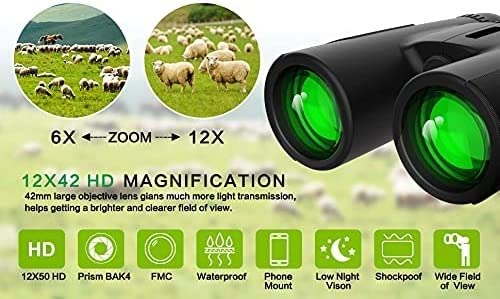 6X ZOOM 12X
12X42 HD MAGNIFICATION
42mm large objective lens gians much more light transmission,
helps getting a brighter and clearer field of view.
HD
12X50 HD Prism BAK4 FMC Waterproof Phone Mount Low Night Vison Shockpoof Wide Field of View